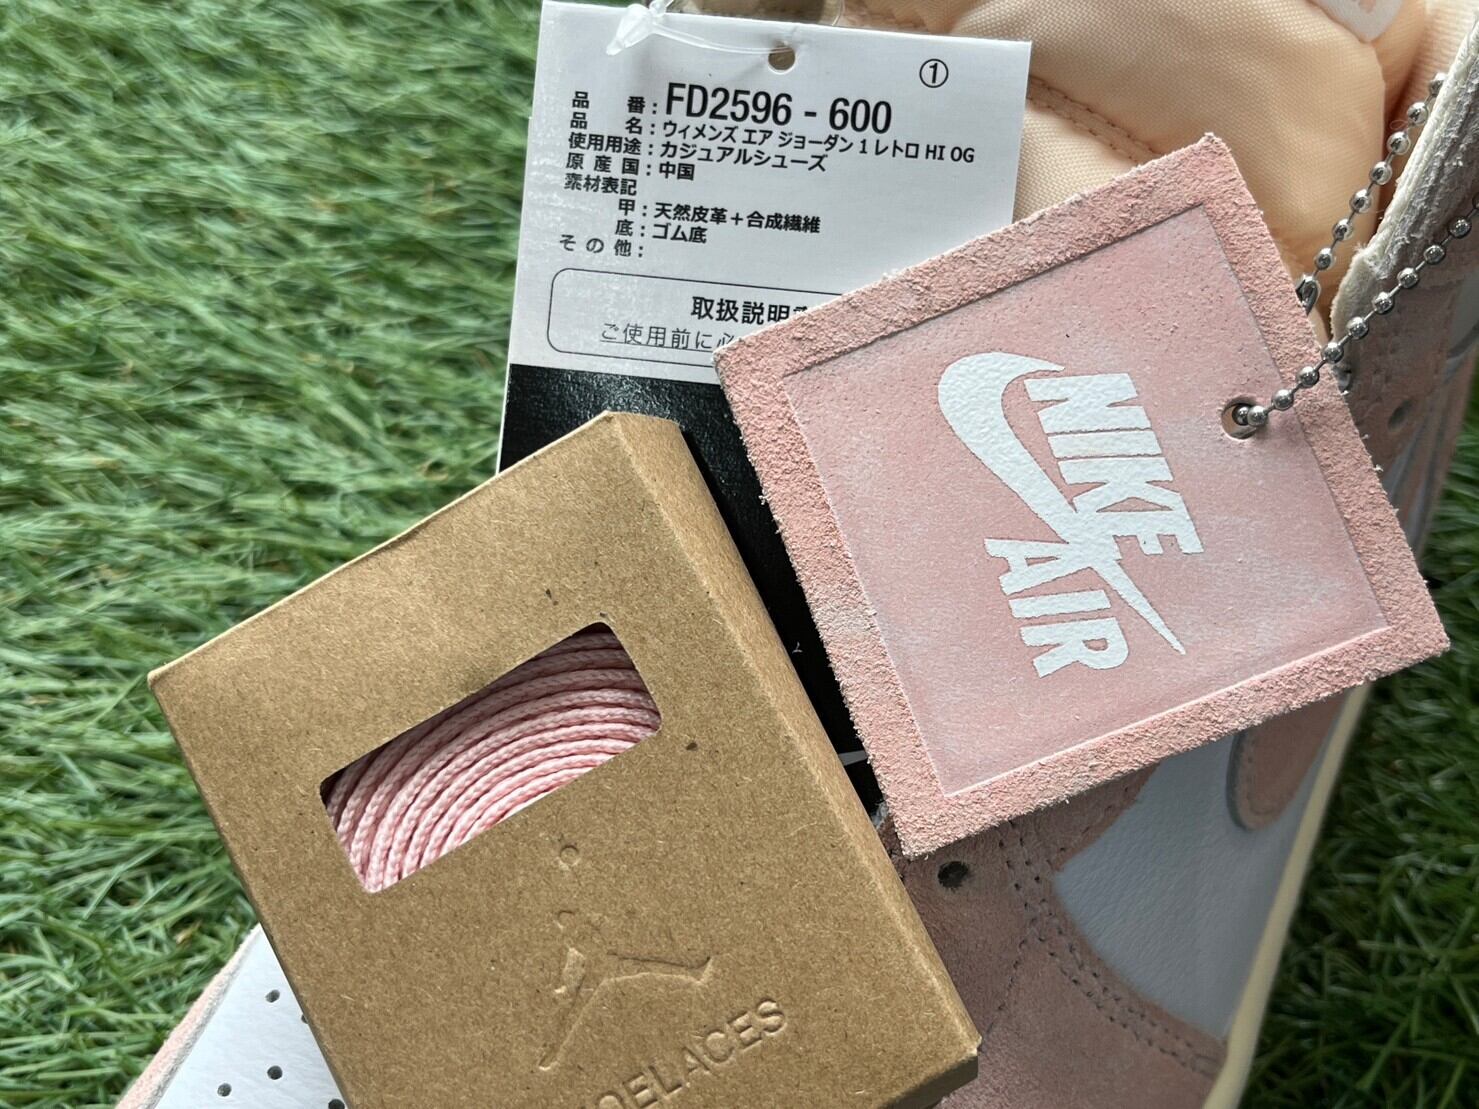 ①
品番：FD2596 - 600
品名：ウィメンズ エア ジョーダン 1 レトロ HI OG
使用用途：カジュアルシューズ
原産国：中国
素材表記
甲：天然皮革＋合成繊維
底：ゴム底
その他：
取扱説明
ご使用前に
NIKE
AIR
OELACES